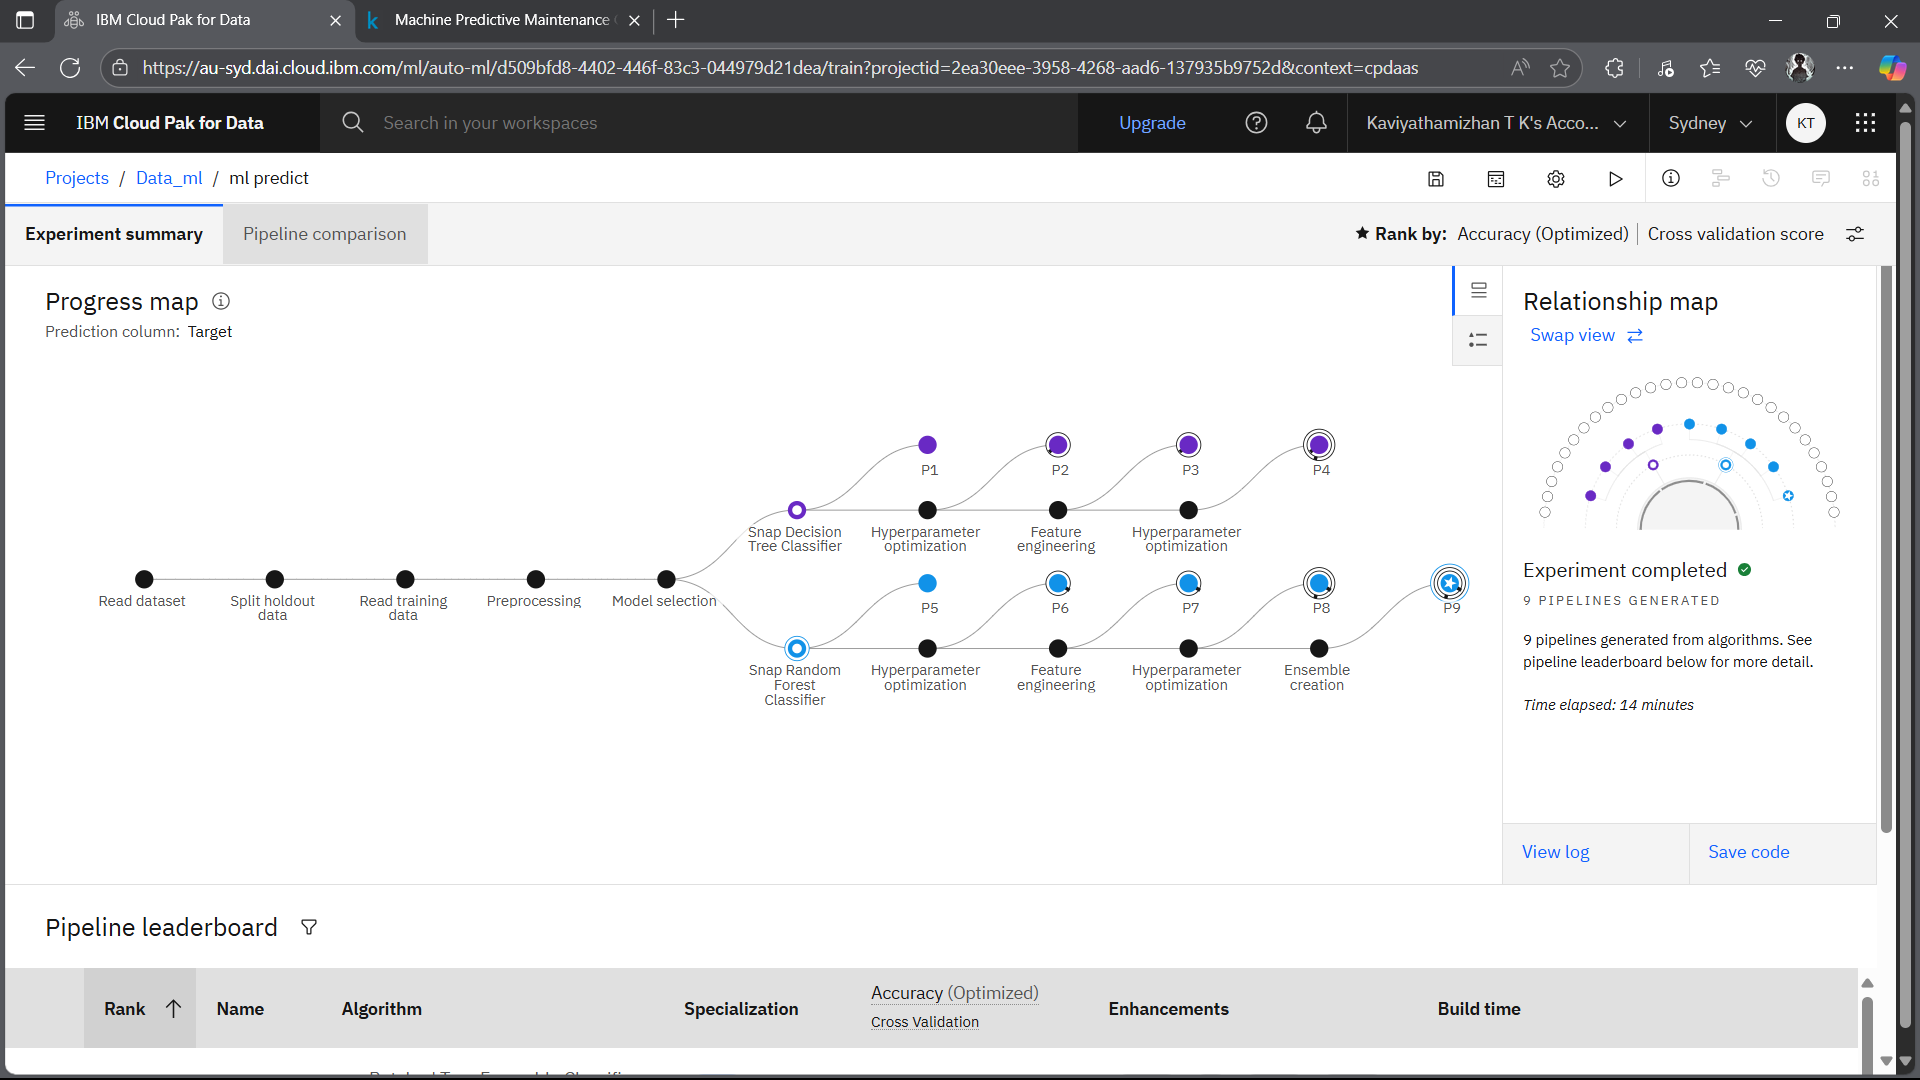 IBM Cloud Pak for Data
Machine Predictive Maintenance
https://au-syd.dai.cloud.ibm.com/ml/auto-ml/d509bfd8-4402-446f-83c3-044979d21dea/train?projectid=2ea30eee-3958-4268-aad6-137935b9752d&context=cpdaas
IBM Cloud Pak for Data
Search in your workspaces
Upgrade
Kaviyathamizhan T K's Acco...
Sydney
KT
Projects / Data_ml / ml predict
Experiment summary
Pipeline comparison
Rank by: Accuracy (Optimized) | Cross validation score
Progress map
Prediction column: Target
P1
P2
P3
P4
Snap Decision
Tree Classifier
Hyperparameter
optimization
Feature
engineering
Hyperparameter
optimization
Read dataset
Split holdout
data
Read training
data
Preprocessing
Model selection
P5
P6
P7
P8
P9
Snap Random
Forest
Classifier
Hyperparameter
optimization
Feature
engineering
Hyperparameter
optimization
Ensemble
creation
Relationship map
Swap view
Experiment completed
9 PIPELINES GENERATED
9 pipelines generated from algorithms. See
pipeline leaderboard below for more detail.
Time elapsed: 14 minutes
View log
Save code
Pipeline leaderboard
Rank
Name
Algorithm
Specialization
Accuracy (Optimized)
Cross Validation
Enhancements
Build time